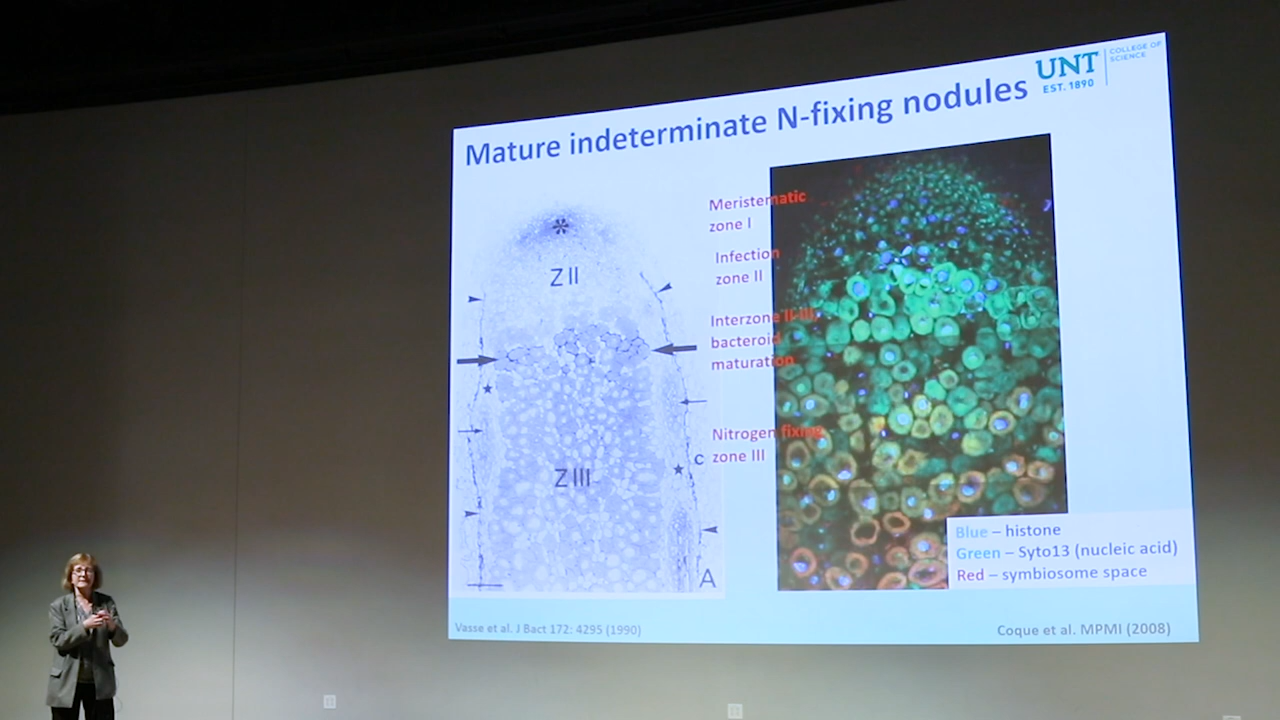 Mature indeterminate N-fixing nodules
UNT
EST. 1890
COLLEGE OF
SCIENCE
*
Z II
Z III
C
A
Meristematic
zone I
Infection
zone II
Interzone II-III,
bacteroid
maturation
Nitrogen fixing
zone III
Blue – histone
Green – Syto13 (nucleic acid)
Red – symbiosome space
Vasse et al. J Bact 172: 4295 (1990)
Coque et al. MPMI (2008)